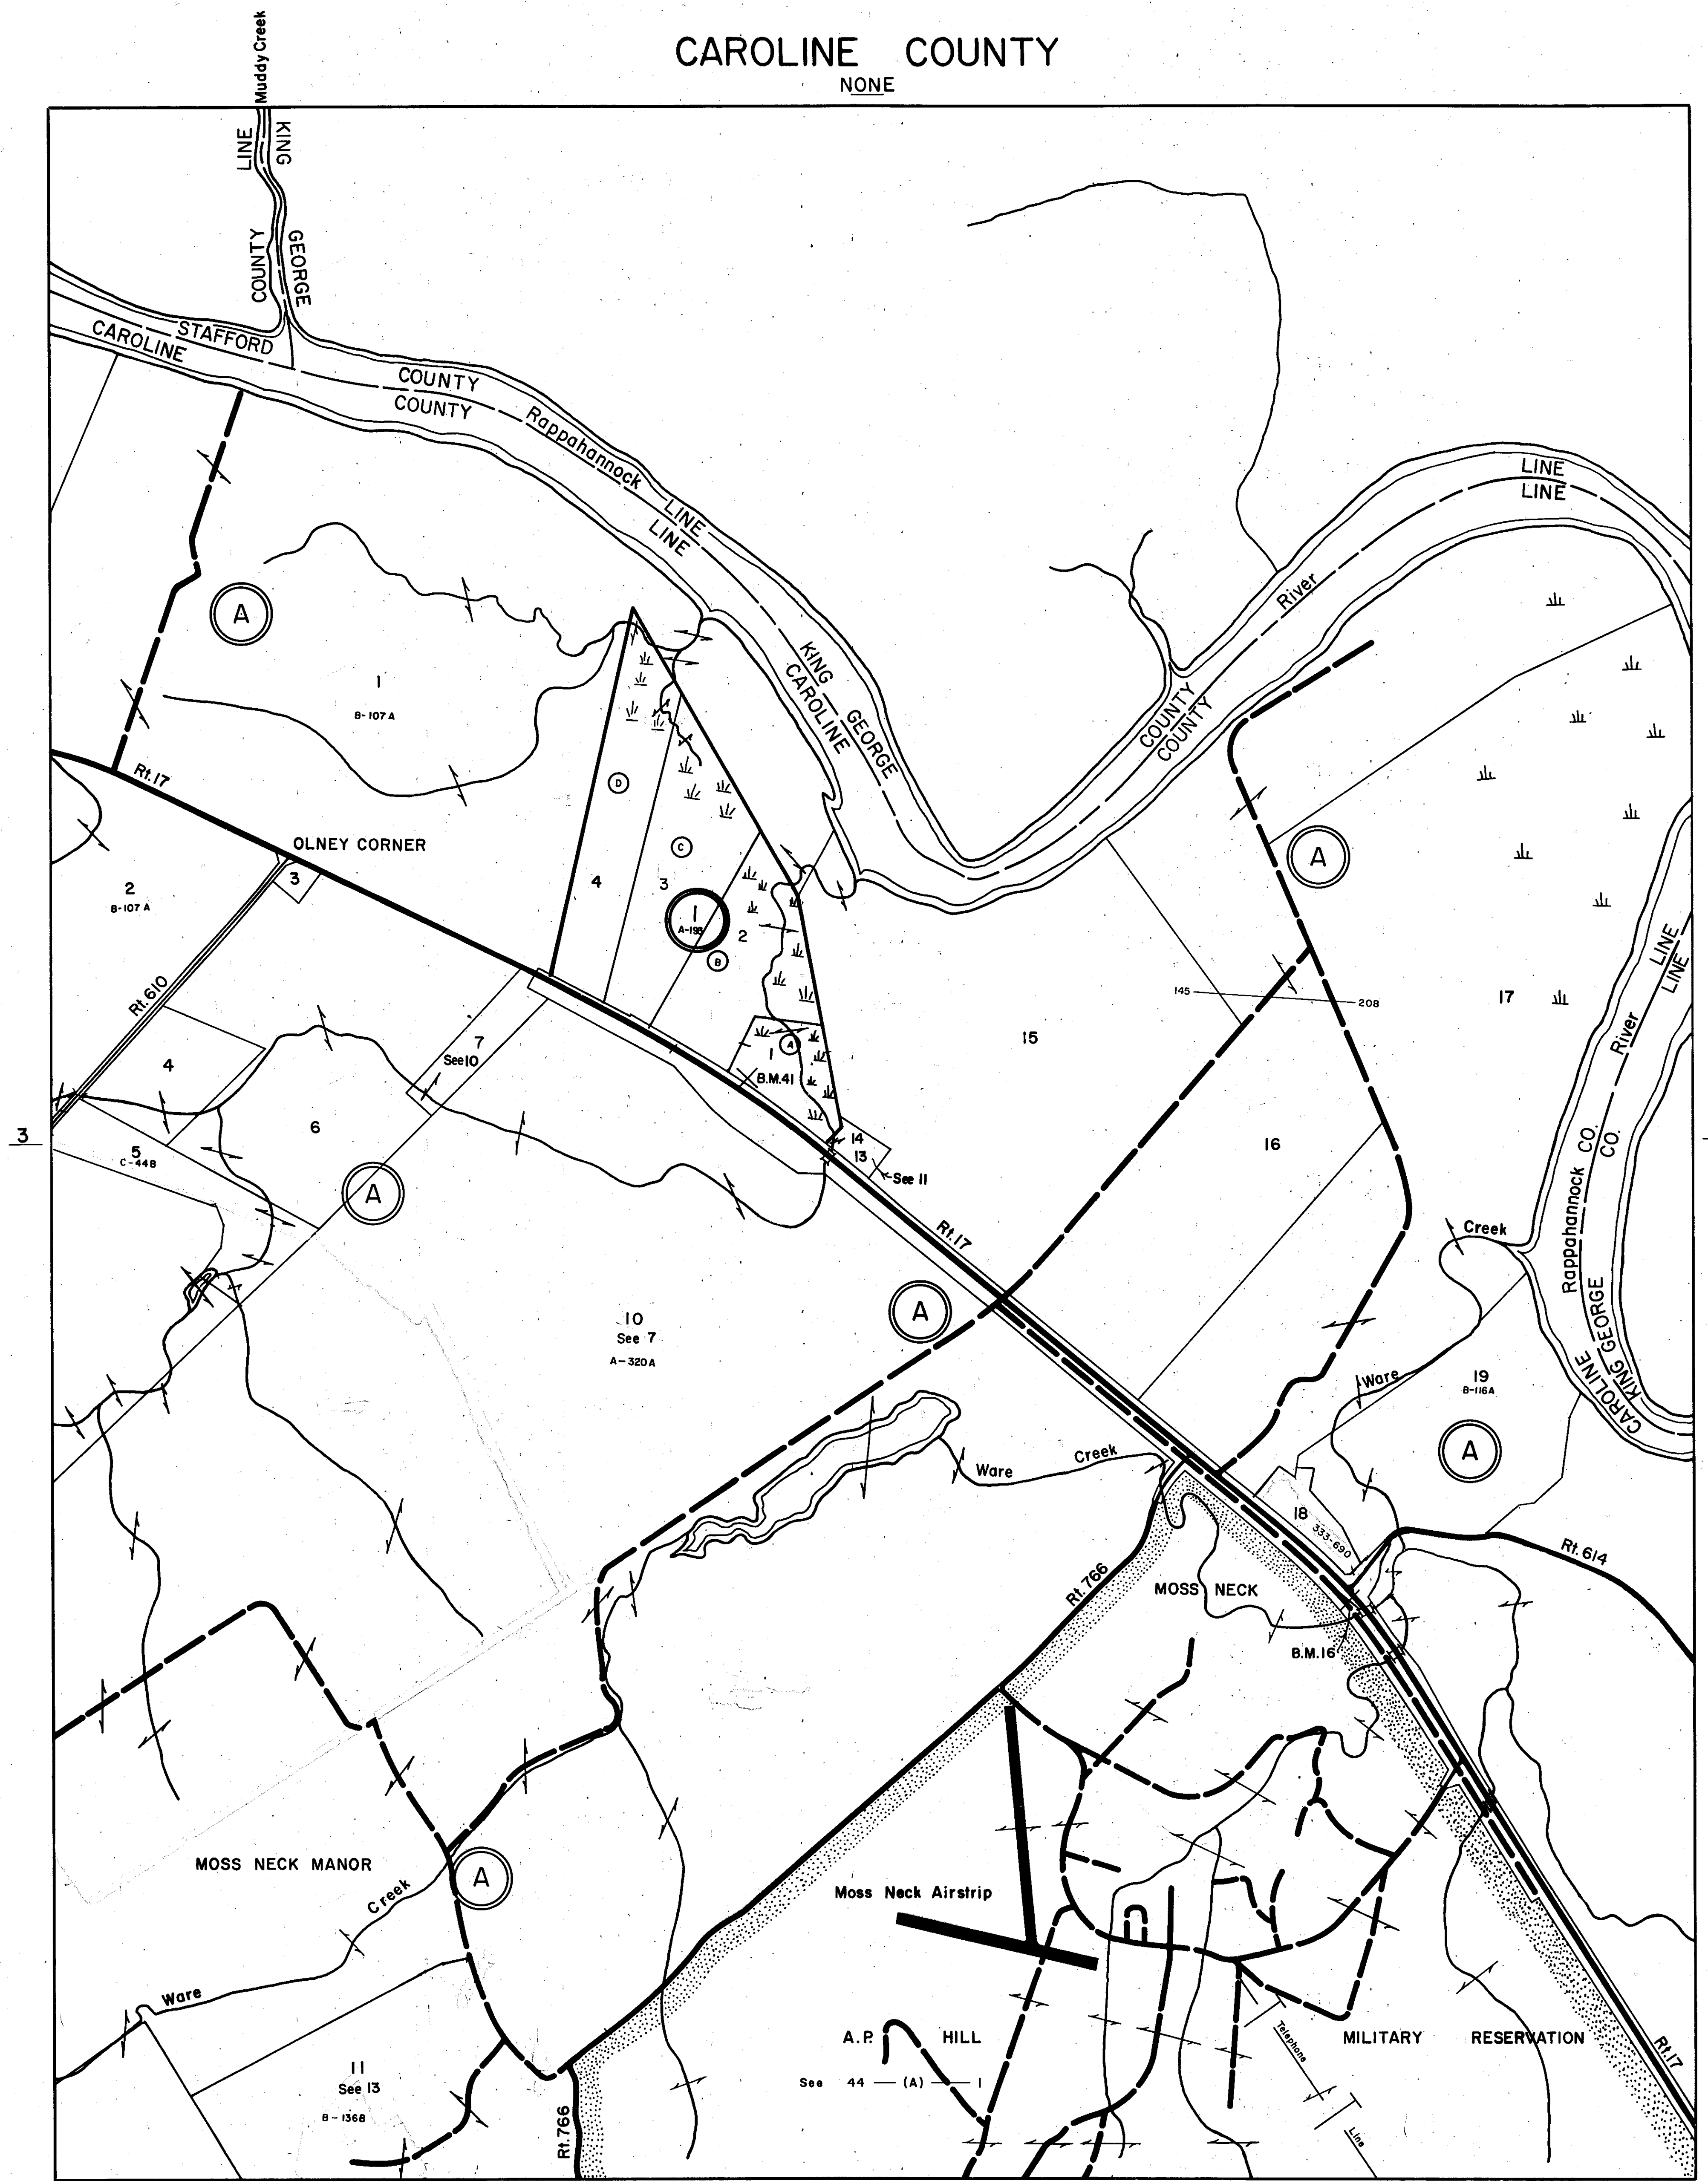 CAROLINE COUNTY
NONE
Muddy Creek
LINE
KING
COUNTY
GEORGE
STAFFORD
CAROLINE
COUNTY
COUNTY
Rappahannock
LINE
LINE
LINE
LINE
River
KING
GEORGE
CAROLINE
COUNTY
COUNTY
A
1
B-107 A
Rt.17
OLNEY CORNER
D
C
4
3
1
A-193
2
B
A
2
B-107 A
3
Rt. 610
4
7
See 10
1
A
B.M.41
15
145
208
17
LINE
LINE
River
3
5
C-44B
6
A
14
13
See 11
16
Rt.17
Creek
Rappahannock CO.
CO.
CAROLINE
KING GEORGE
10
See 7
A-320 A
A
Ware
19
B-116A
A
Ware Creek
18
333-690
Rt. 614
Rt. 766
MOSS NECK
B.M.16
MOSS NECK MANOR
A
Creek
Moss Neck Airstrip
Ware
A.P. HILL MILITARY RESERVATION
See 44 — (A) — 1
Telephone
Line
Rt.17
11
See 13
B-136B
Rt.766